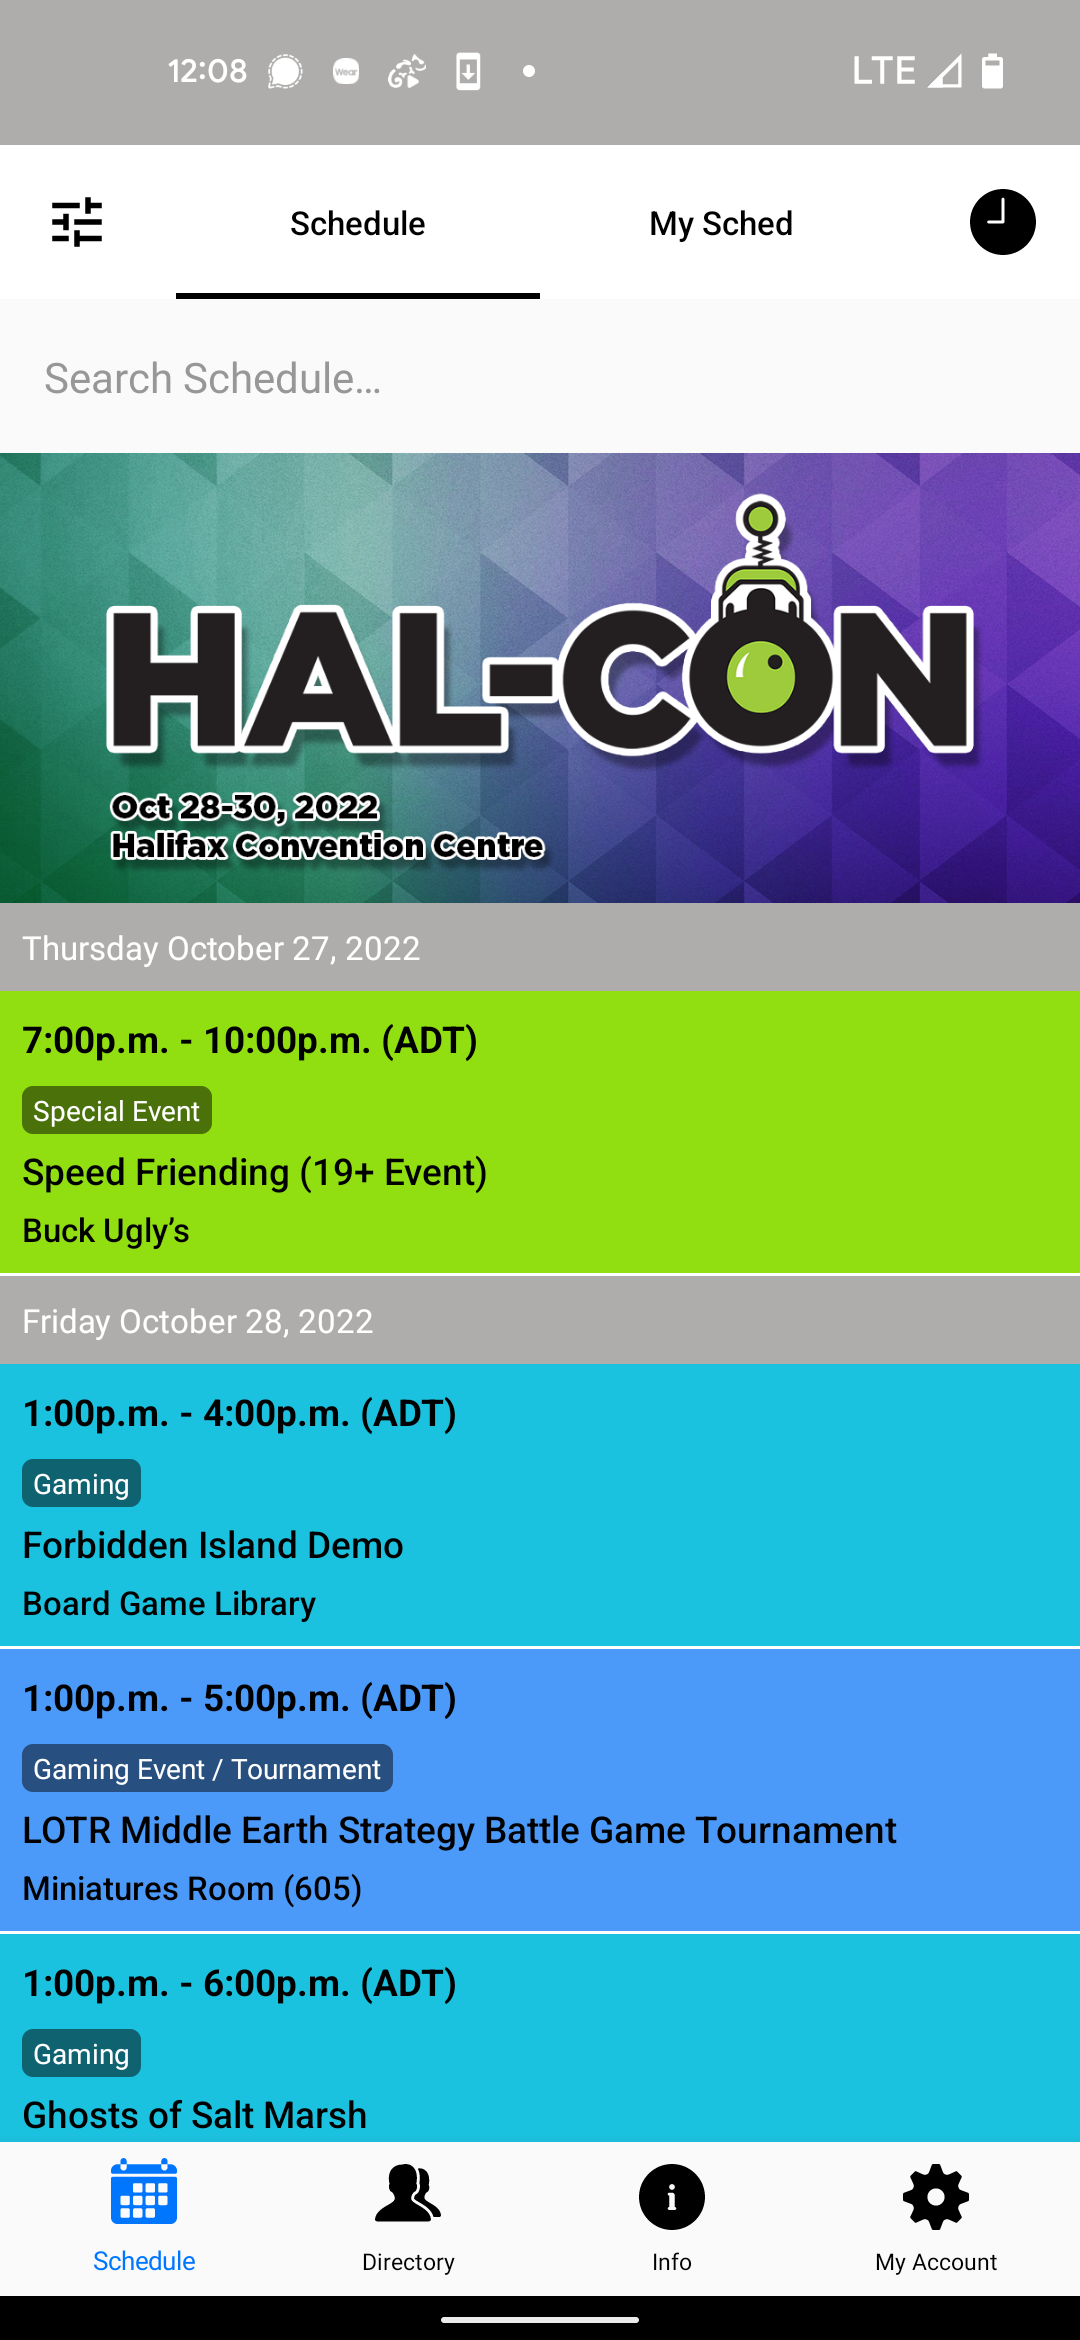 12:08
Wear
LTE
Schedule
My Sched
Search Schedule...
HAL-CON
Oct 28-30, 2022
Halifax Convention Centre
Thursday October 27, 2022
7:00p.m. - 10:00p.m. (ADT)
Special Event
Speed Friending (19+ Event)
Buck Ugly’s
Friday October 28, 2022
1:00p.m. - 4:00p.m. (ADT)
Gaming
Forbidden Island Demo
Board Game Library
1:00p.m. - 5:00p.m. (ADT)
Gaming Event / Tournament
LOTR Middle Earth Strategy Battle Game Tournament
Miniatures Room (605)
1:00p.m. - 6:00p.m. (ADT)
Gaming
Ghosts of Salt Marsh
Schedule
Directory
Info
My Account